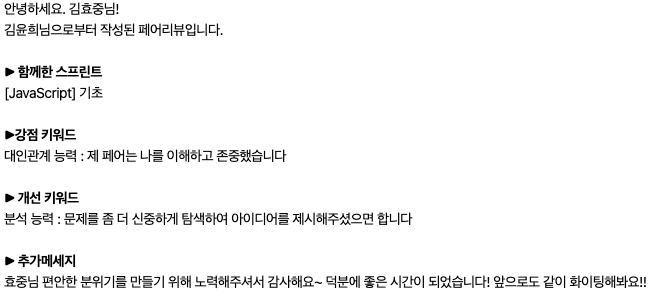 안녕하세요. 김효중님!
김윤희님으로부터 작성된 페어리뷰입니다.
▶ 함께한 스프린트
[JavaScript] 기초
▶강점 키워드
대인관계 능력 : 제 페어는 나를 이해하고 존중했습니다
▶ 개선 키워드
분석 능력 : 문제를 좀 더 신중하게 탐색하여 아이디어를 제시해주셨으면 합니다
▶ 추가메세지
효중님 편안한 분위기를 만들기 위해 노력해주셔서 감사해요~ 덕분에 좋은 시간이 되었습니다! 앞으로도 같이 화이팅해봐요!!